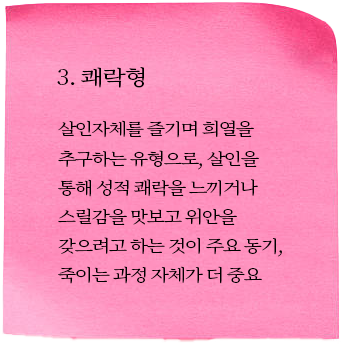 3. 쾌락형
살인자체를 즐기며 희열을
추구하는 유형으로, 살인을
통해 성적 쾌락을 느끼거나
스릴감을 맛보고 위안을
갖으려고 하는 것이 주요 동기,
죽이는 과정 자체가 더 중요